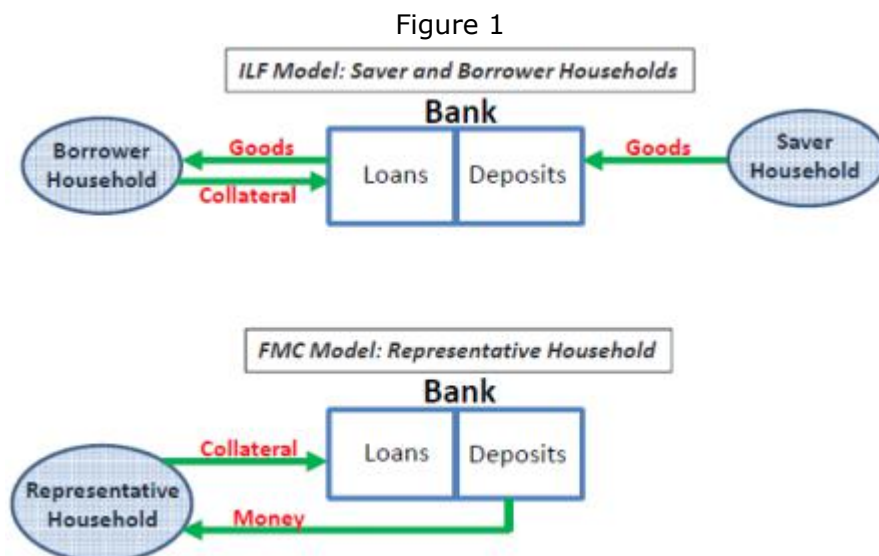 Figure 1
ILF Model: Saver and Borrower Households
Bank
Borrower
Household
Goods
Collateral
Loans
Deposits
Goods
Saver
Household
FMC Model: Representative Household
Bank
Representative
Household
Collateral
Money
Loans
Deposits